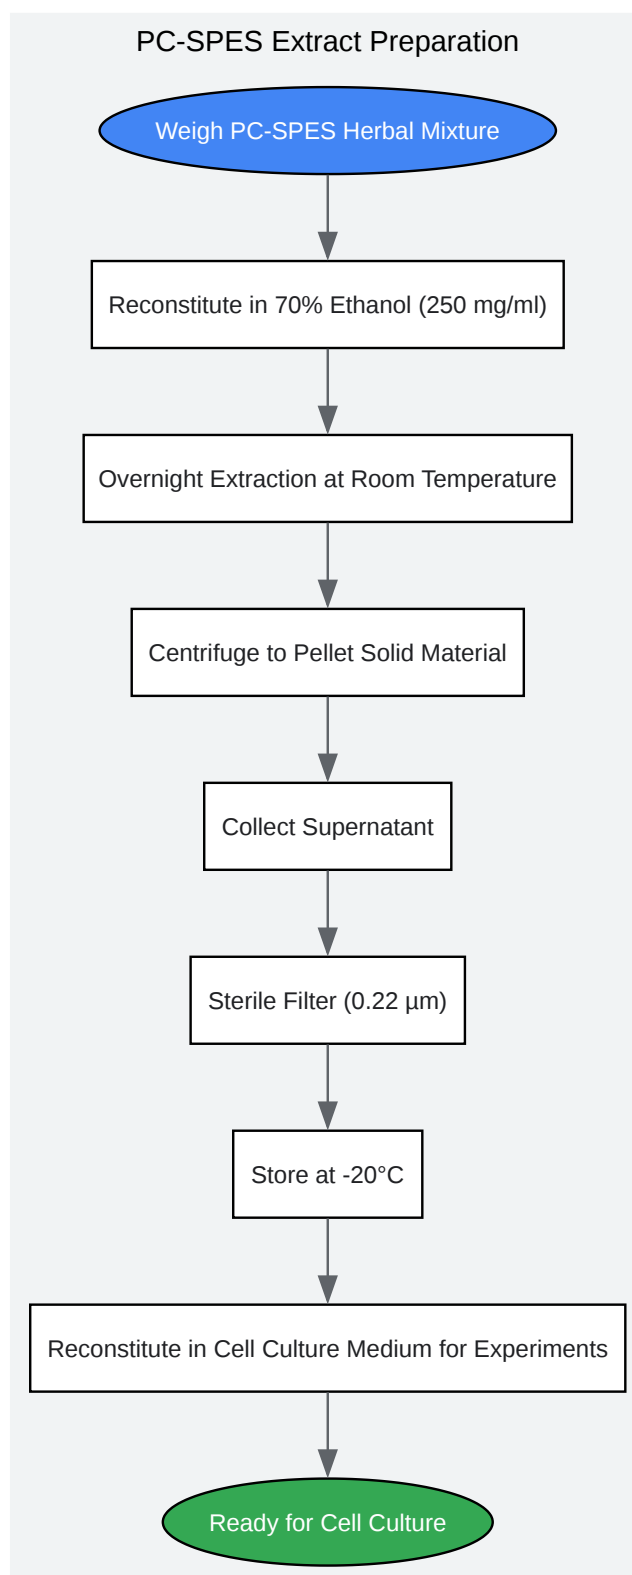 PC-SPES Extract Preparation
Weigh PC-SPES Herbal Mixture
Reconstitute in 70% Ethanol (250 mg/ml)
Overnight Extraction at Room Temperature
Centrifuge to Pellet Solid Material
Collect Supernatant
Sterile Filter (0.22 µm)
Store at -20°C
Reconstitute in Cell Culture Medium for Experiments
Ready for Cell Culture